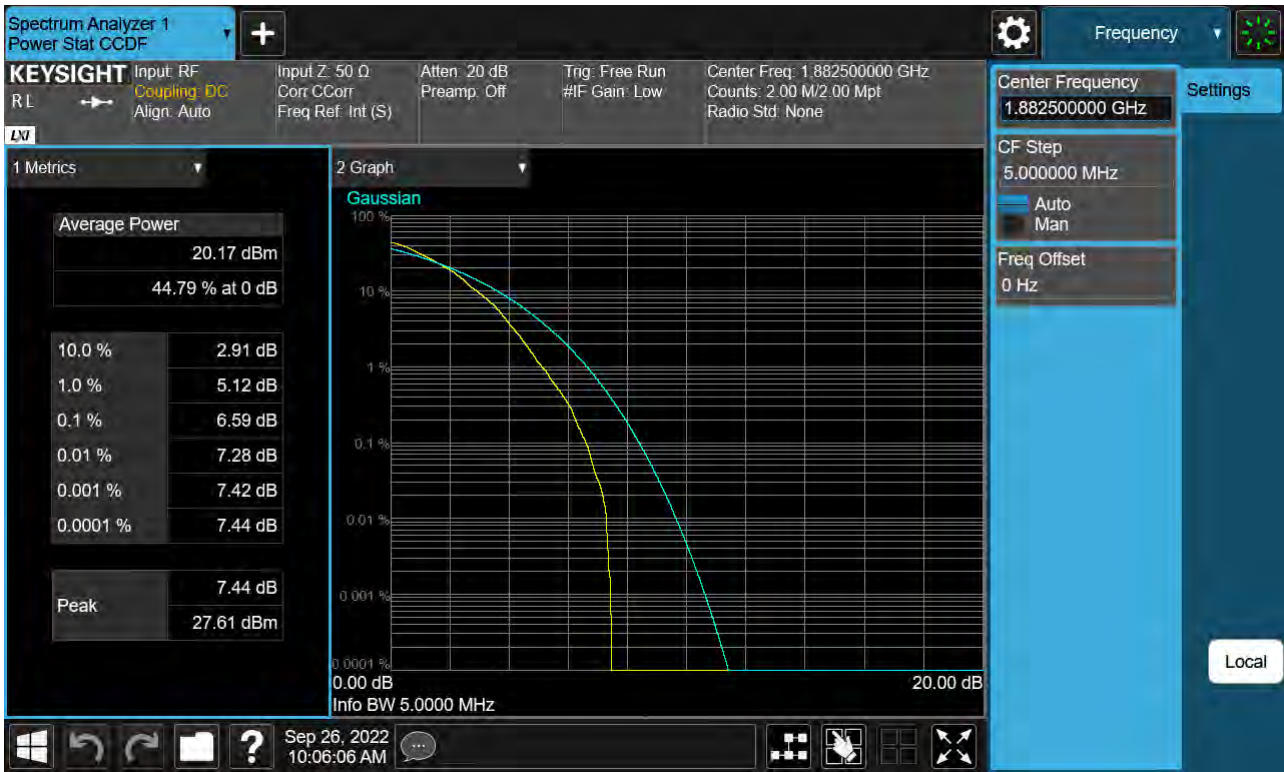 Spectrum Analyzer 1
Power Stat CCDF
Frequency
KEYSIGHT
RL
LXI
Input: RF
Coupling: DC
Align: Auto
Input Z: 50 Ω
Corr CCorr
Freq Ref: Int (S)
Atten: 20 dB
Preamp: Off
Trig: Free Run
#IF Gain: Low
Center Freq: 1.882500000 GHz
Counts: 2.00 M/2.00 Mpt
Radio Std: None
Center Frequency
1.882500000 GHz
Settings
CF Step
5.000000 MHz
Auto
Man
Freq Offset
0 Hz
1 Metrics
Average Power
20.17 dBm
44.79 % at 0 dB
10.0 % 2.91 dB
1.0 % 5.12 dB
0.1 % 6.59 dB
0.01 % 7.28 dB
0.001 % 7.42 dB
0.0001 % 7.44 dB
Peak
7.44 dB
27.61 dBm
2 Graph
Gaussian
100 %
10 %
1 %
0.1 %
0.01 %
0.001 %
0.0001 %
0.00 dB
20.00 dB
Info BW 5.0000 MHz
Local
?
Sep 26, 2022
10:06:06 AM